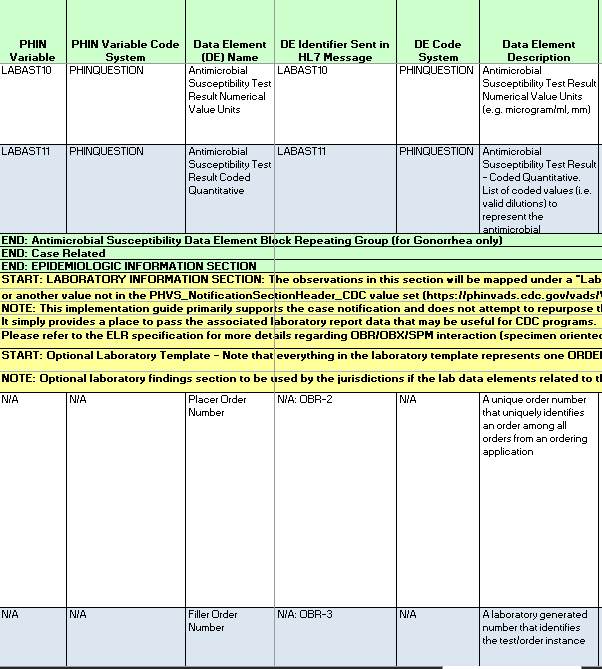 PHIN Variable
PHIN Variable Code System
Data Element (DE) Name
DE Identifier Sent in HL7 Message
DE Code System
Data Element Description
LABAST10
PHINQUESTION
Antimicrobial
Susceptibility Test
Result Numerical
Value Units
LABAST10
PHINQUESTION
Antimicrobial
Susceptibility Test Result
Numerical Value Units
(e.g. microgram/ml, mm)
LABAST11
PHINQUESTION
Antimicrobial
Susceptibility Test
Result Coded
Quantitative
LABAST11
PHINQUESTION
Antimicrobial
Susceptibility Test Result
- Coded Quantitative.
List of coded values (i.e.
valid dilutions) to
represent the
antimicrobial
END: Antimicrobial Susceptibility Data Element Block Repeating Group (for Gonorrhea only)
END: Case Related
END: EPIDEMIOLOGIC INFORMATION SECTION
START: LABORATORY INFORMATION SECTION: The observations in this section will be mapped under a "Lab
or another value not in the PHVS_NotificationSectionHeader_CDC value set (https://phinvads.cdc.gov/vads/
NOTE: This implementation guide primarily supports the case notification and does not attempt to repurpose
It simply provides a place to pass the associated laboratory report data that may be useful for CDC programs.
Please refer to the ELR specification for more details regarding OBR/OBX/SPM interaction (specimen oriente
START: Optional Laboratory Template - Note that everything in the laboratory template represents one ORDE
NOTE: Optional laboratory findings section to be used by the jurisdictions if the lab data elements related to
N/A
N/A
Placer Order
Number
N/A: OBR-2
N/A
A unique order number
that uniquely identifies
an order among all
orders from an ordering
application
N/A
N/A
Filler Order
Number
N/A: OBR-3
N/A
A laboratory generated
number that identifies
the test/order instance